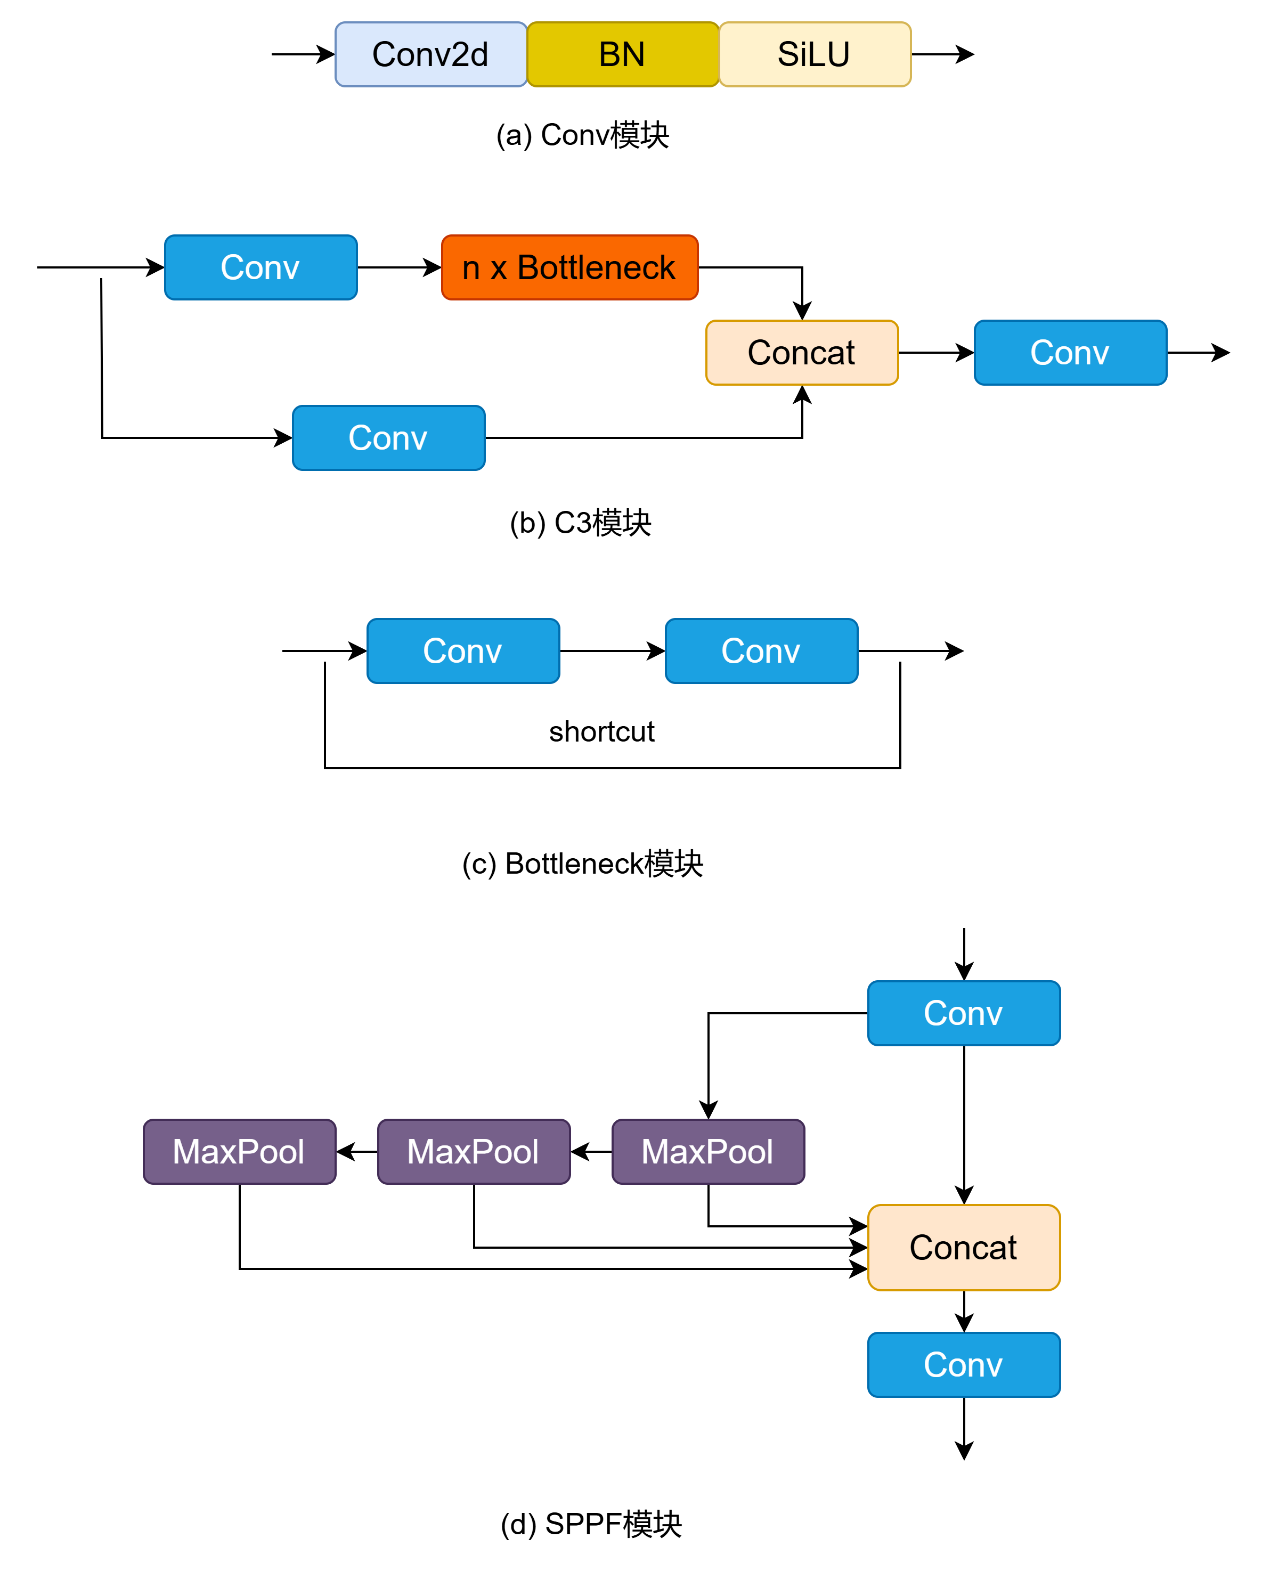 Conv2d BN SiLU
(a) Conv模块
Conv n x Bottleneck
Concat Conv
Conv
(b) C3模块
Conv Conv
shortcut
(c) Bottleneck模块
Conv
MaxPool MaxPool MaxPool
Concat
Conv
(d) SPPF模块